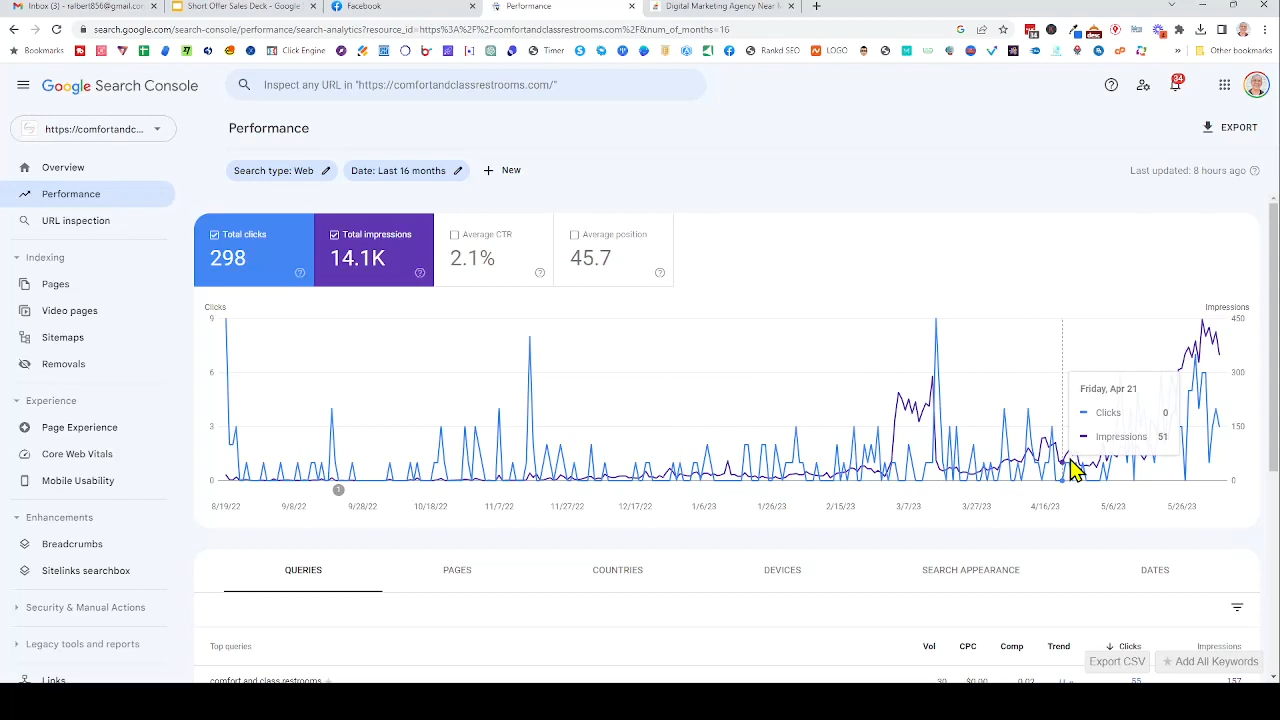 Inbox (3) - ralbert856@gmail.com
Short Offer Sales Deck - Google
Facebook
Performance
Digital Marketing Agency Near M
search.google.com/search-console/performance/search-analytics?resource_id=https%3A%2F%2Fcomfortandclassrestrooms.com%2F&num_of_months=16
Bookmarks
Click Engine
Timer
Ranked SEO
LOGO
Other bookmarks
Google Search Console
Inspect any URL in "https://comfortandclassrestrooms.com/"
84
https://comfortandc...
Performance
EXPORT
Overview
Performance
URL inspection
Search type: Web
Date: Last 16 months
New
Last updated: 8 hours ago
Indexing
Pages
Video pages
Sitemaps
Removals
Experience
Page Experience
Core Web Vitals
Mobile Usability
Enhancements
Breadcrumbs
Sitelinks searchbox
Security & Manual Actions
Legacy tools and reports
Links
Total clicks
298
Total impressions
14.1K
Average CTR
2.1%
Average position
45.7
Clicks
Impressions
9
6
3
0
450
300
150
0
Friday, Apr 21
Clicks 0
Impressions 51
1
8/19/22 9/8/22 9/28/22 10/18/22 11/7/22 11/27/22 12/17/22 1/6/23 1/26/23 2/15/23 3/7/23 3/27/23 4/16/23 5/6/23 5/26/23
QUERIES PAGES COUNTRIES DEVICES SEARCH APPEARANCE DATES
Top queries Vol CPC Comp Trend Clicks Impressions
Export CSV
Add All Keywords
comfort and class restrooms 30 $0.00 0.02 55 157